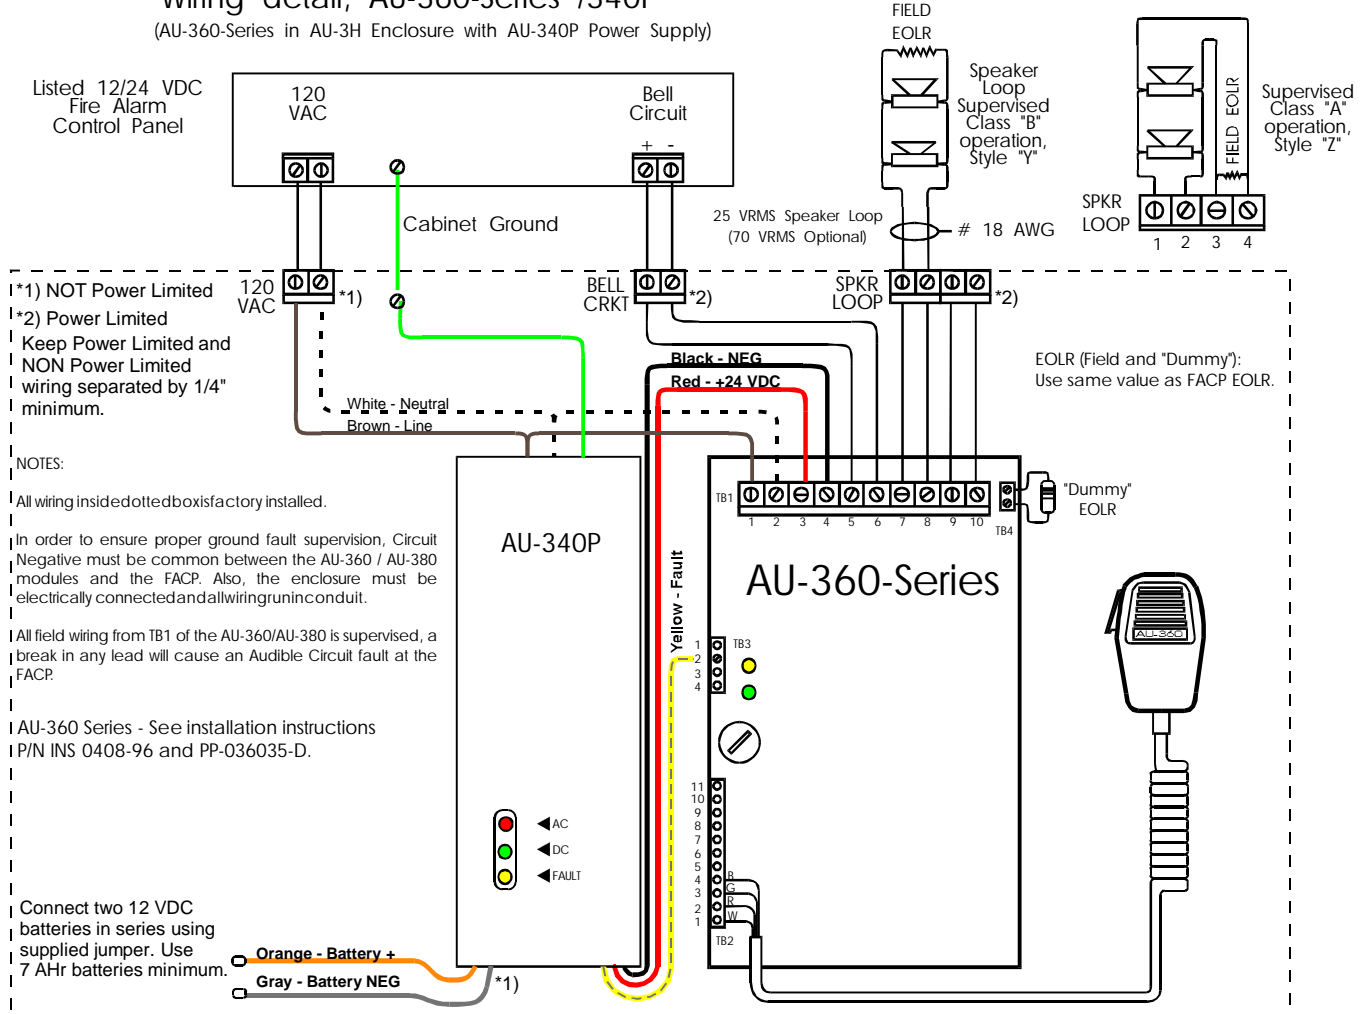 Wiring detail, AU-360-Series /340P
(AU-360-Series in AU-3H Enclosure with AU-340P Power Supply)
Listed 12/24 VDC
Fire Alarm
Control Panel
120
VAC
Bell
Circuit
+ -
Cabinet Ground
FIELD
EOLR
Speaker
Loop
Supervised
Class "B"
operation,
Style "Y"
FIELD EOLR
Supervised
Class "A"
operation,
Style "Z"
SPKR
LOOP
1 2 3 4
25 VRMS Speaker Loop
(70 VRMS Optional)
# 18 AWG
*1) NOT Power Limited
*2) Power Limited
Keep Power Limited and
NON Power Limited
wiring separated by 1/4"
minimum.
120
VAC
*1)
BELL
CRKT
*2)
SPKR
LOOP
*2)
Black - NEG
Red - +24 VDC
White - Neutral
Brown - Line
EOLR (Field and "Dummy"):
Use same value as FACP EOLR.
NOTES:
All wiring insidedottedboxisfactory installed.
In order to ensure proper ground fault supervision, Circuit
Negative must be common between the AU-360 / AU-380
modules and the FACP. Also, the enclosure must be
electrically connectedandallwiringruninconduit.
All field wiring from TB1 of the AU-360/AU-380 is supervised, a
break in any lead will cause an Audible Circuit fault at the
FACP.
AU-360 Series - See installation instructions
P/N INS 0408-96 and PP-036035-D.
AU-340P
AC
DC
FAULT
Yellow - Fault
TB1
1 2 3 4 5 6 7 8 9 10
TB4
"Dummy"
EOLR
AU-360-Series
1
2
3
4
TB3
AU-360
11
10
9
8
7
6
5
4
3
2
1
B
G
R
W
TB2
Connect two 12 VDC
batteries in series using
supplied jumper. Use
7 AHr batteries minimum.
Orange - Battery +
Gray - Battery NEG
*1)